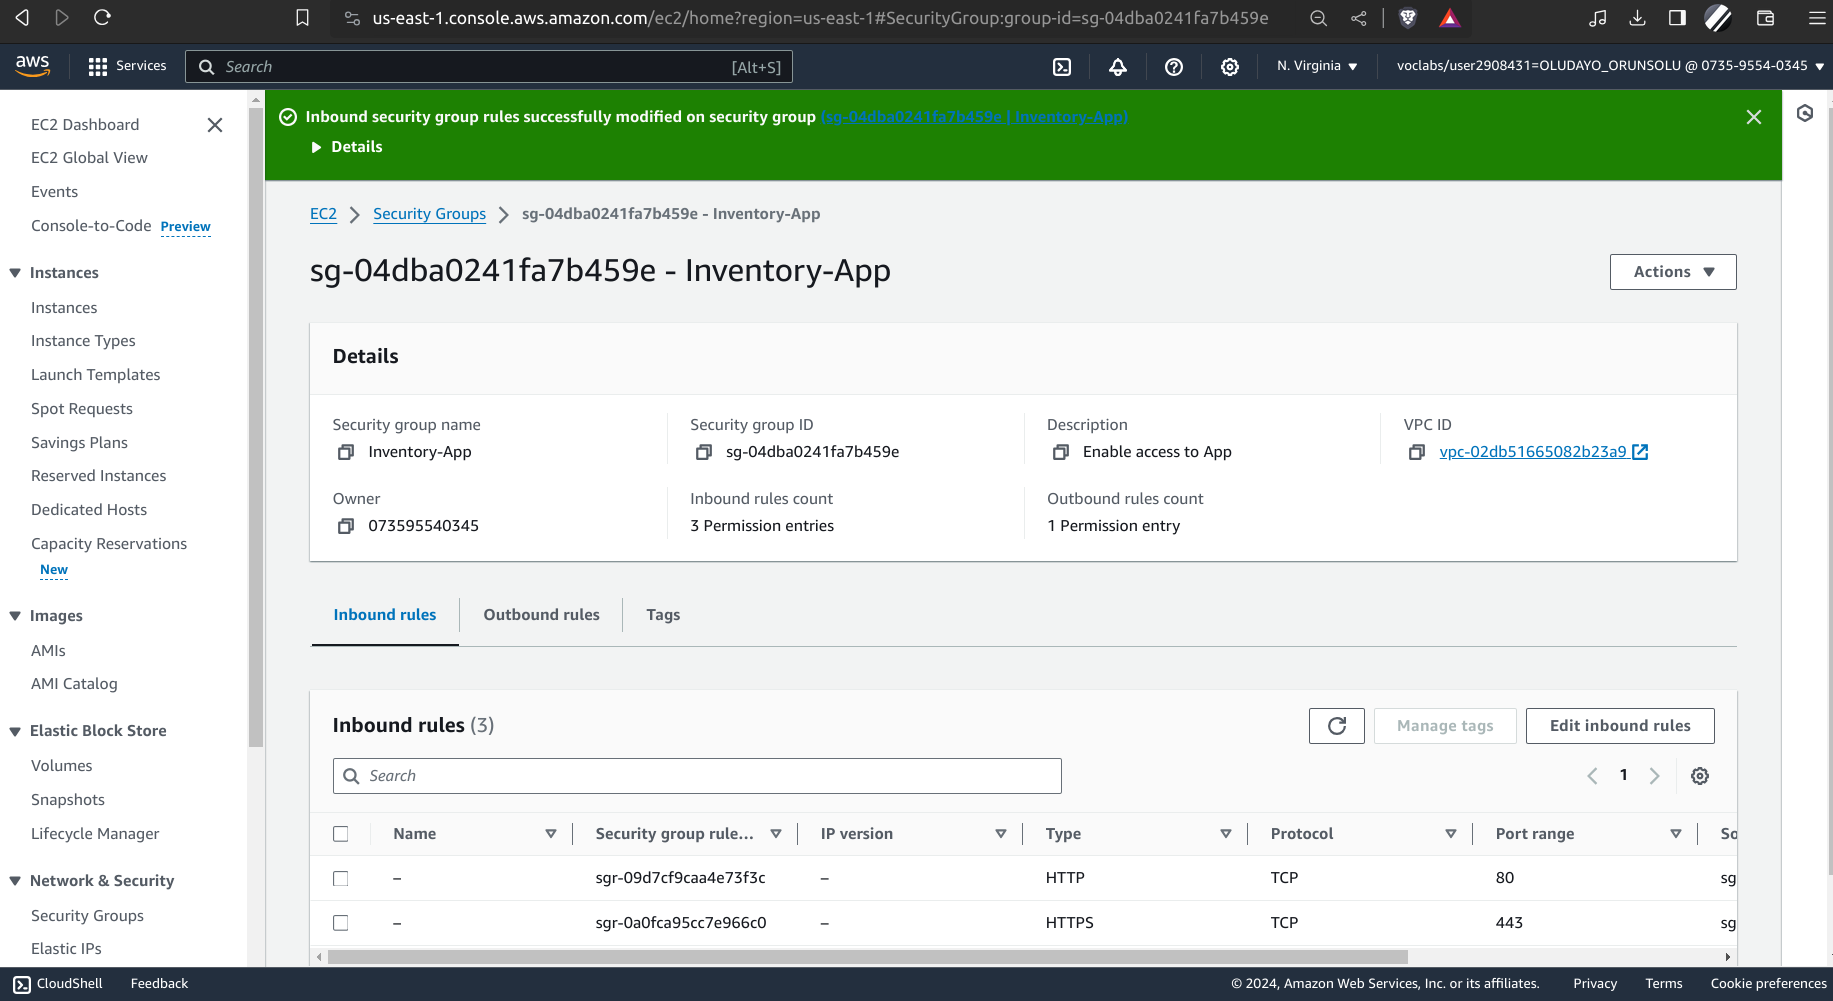 us-east-1.console.aws.amazon.com/ec2/home?region=us-east-1#SecurityGroup:group-id=sg-04dba0241fa7b459e
aws
Services
Search
[Alt+S]
N. Virginia
voclabs/user2908431=OLUDAYO_ORUNSOLU @ 0735-9554-0345
EC2 Dashboard
EC2 Global View
Events
Console-to-Code Preview
Instances
Instances
Instance Types
Launch Templates
Spot Requests
Savings Plans
Reserved Instances
Dedicated Hosts
Capacity Reservations
New
Images
AMIs
AMI Catalog
Elastic Block Store
Volumes
Snapshots
Lifecycle Manager
Network & Security
Security Groups
Elastic IPs
Inbound security group rules successfully modified on security group (sg-04dba0241fa7b459e | Inventory-App)
Details
EC2 > Security Groups > sg-04dba0241fa7b459e - Inventory-App
sg-04dba0241fa7b459e - Inventory-App
Actions
Details
Security group name
Inventory-App
Security group ID
sg-04dba0241fa7b459e
Description
Enable access to App
VPC ID
vpc-02db51665082b23a9
Owner
073595540345
Inbound rules count
3 Permission entries
Outbound rules count
1 Permission entry
Inbound rules
Outbound rules
Tags
Inbound rules (3)
Manage tags
Edit inbound rules
Search
1
Name Security group rule... IP version Type Protocol Port range So
– sgr-09d7cf9caa4e73f3c – HTTP TCP 80 sg
– sgr-0a0fca95cc7e966c0 – HTTPS TCP 443 sg
CloudShell Feedback
© 2024, Amazon Web Services, Inc. or its affiliates. Privacy Terms Cookie preferences